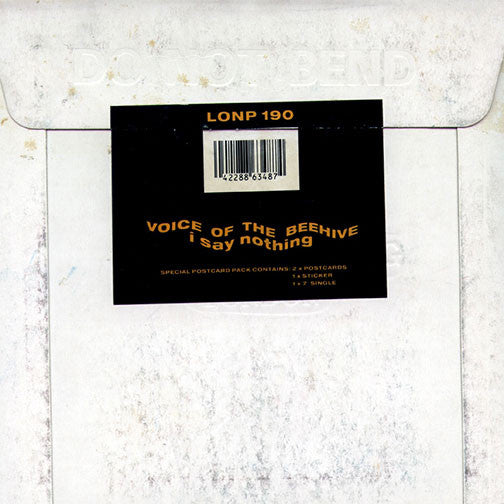 DO NOT BEND
LONP 190
42288 63487
VOICE OF THE BEEHIVE
i say nothing
SPECIAL POSTCARD PACK CONTAINS: 2 x POSTCARDS
1 x STICKER
1 x 7 SINGLE